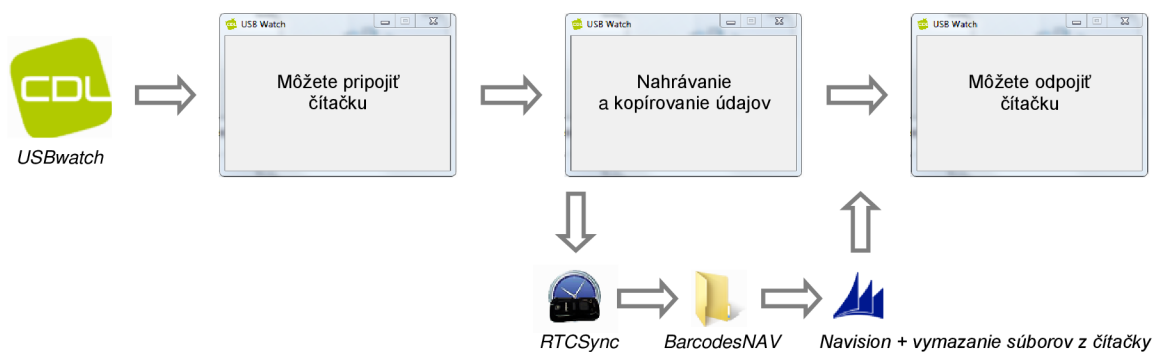 USB Watch
USB Watch
USB Watch
CDL
Môžete pripojiť
čítačku
Nahrávanie
a kopírovanie údajov
Môžete odpojiť
čítačku
USBwatch
RTCSync
BarcodesNAV
Navision + vymazanie súborov z čítačky